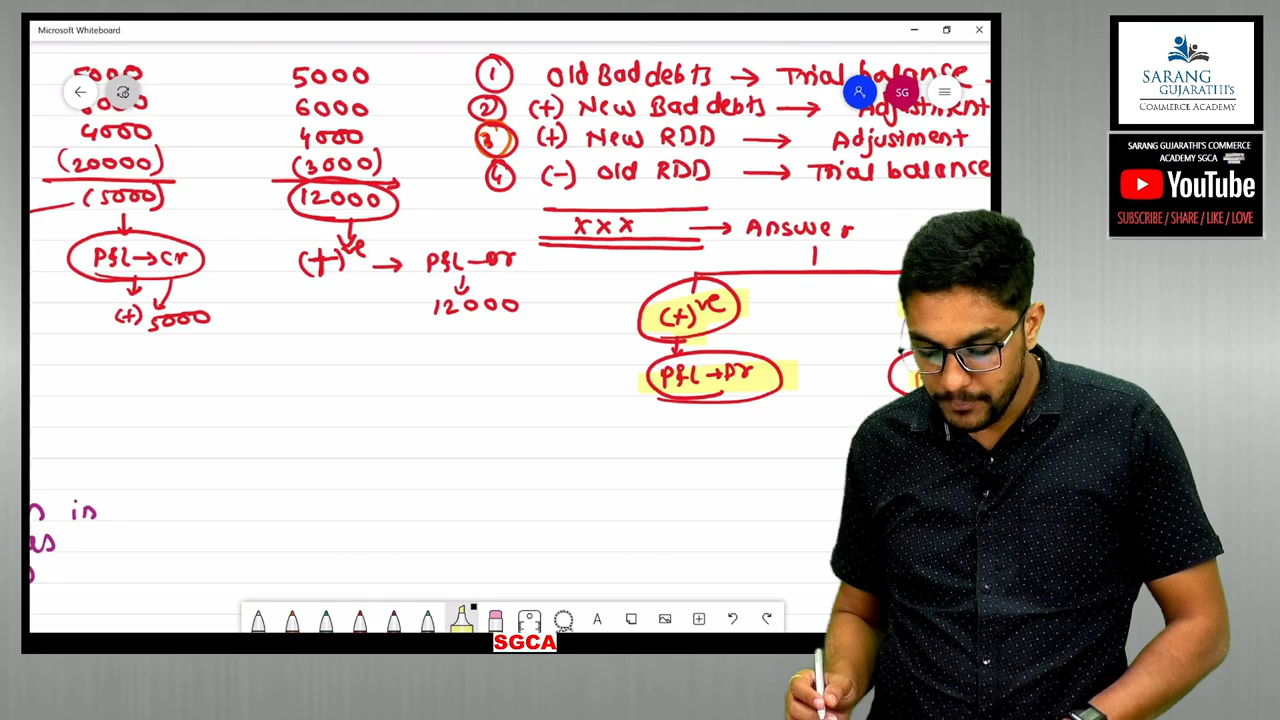 Microsoft Whiteboard
5000
4000
(20000)
(5000)
P&L → Cr
(+) 5000
5000
6000
4000
(3000)
12000
(+)ve → P&L → Dr
12000
① Old Bad debts → Trial balance
② (+) New Bad debts → Adjustment
③ (+) New RDD → Adjustment
④ (-) Old RDD → Trial balance
x x x → Answer
(+)ve
P&L → Dr
in
SG
SGCA
SARANG
GUJARATHI'S
COMMERCE ACADEMY
SARANG GUJARATHI'S COMMERCE
ACADEMY SGCA
YouTube
SUBSCRIBE / SHARE / LIKE / LOVE